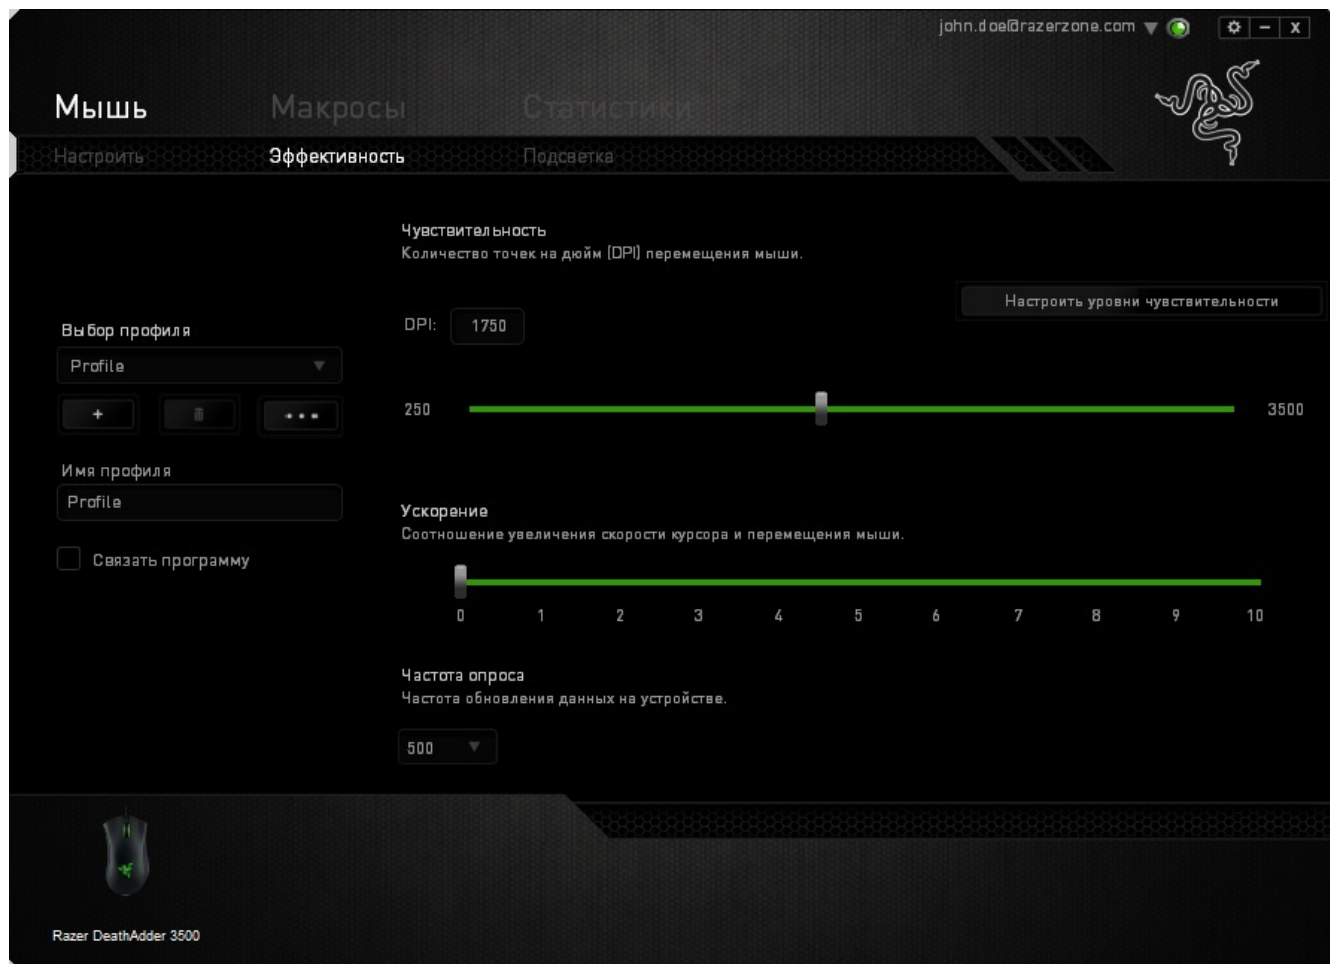 john.doe@razerzone.com
Мышь Макросы Статистики
Настроить Эффективность Подсветка
Чувствительность
Количество точек на дюйм (DPI) перемещения мыши.
Настроить уровни чувствительности
Выбор профиля
Profile
DPI: 1750
250 3500
Имя профиля
Profile
Связать программу
Ускорение
Соотношение увеличения скорости курсора и перемещения мыши.
0 1 2 3 4 5 6 7 8 9 10
Частота опроса
Частота обновления данных на устройстве.
500
Razer DeathAdder 3500